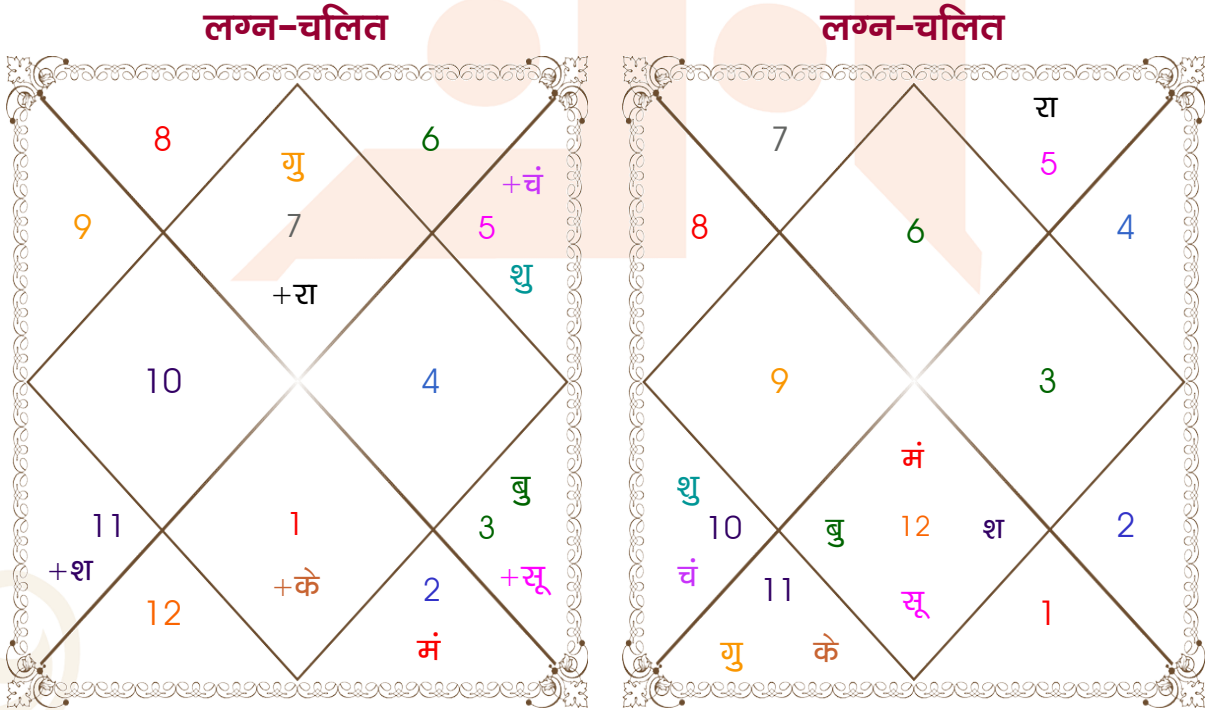 लग्न-चलित
8
6
गु
+चं
9
7
5
शु
+रा
10
4
बु
11
1
3
+श
+के
2
+सू
12
मं
लग्न-चलित
रा
7
5
8
6
4
9
3
मं
शु
10
बु
12
श
2
चं
11
सू
1
गु
के